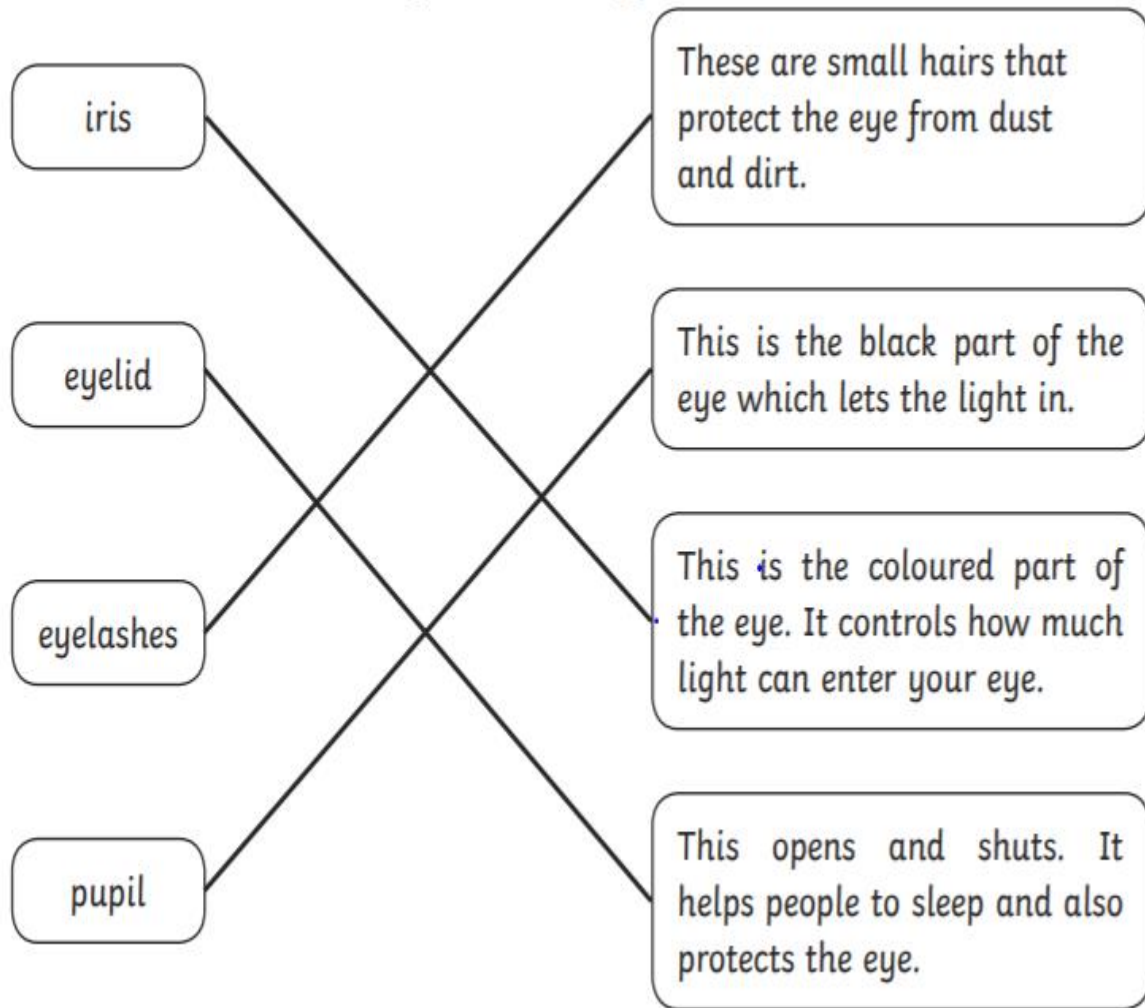 iris
These are small hairs that
protect the eye from dust
and dirt.
eyelid
This is the black part of the
eye which lets the light in.
eyelashes
This is the coloured part of
the eye. It controls how much
light can enter your eye.
pupil
This opens and shuts. It
helps people to sleep and also
protects the eye.